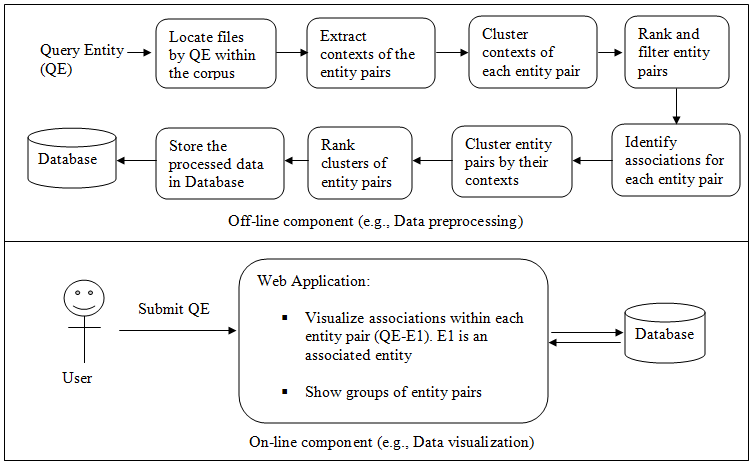 Query Entity
(QE)
Locate files
by QE within
the corpus
Extract
contexts of the
entity pairs
Cluster
contexts of
each entity pair
Rank and
filter entity
pairs
Identify
associations for
each entity pair
Cluster entity
pairs by their
contexts
Rank
clusters of
entity pairs
Store the
processed data
in Database
Database
Off-line component (e.g., Data preprocessing)
User
Submit QE
Web Application:
▪ Visualize associations within each
entity pair (QE-E1). E1 is an
associated entity
▪ Show groups of entity pairs
Database
On-line component (e.g., Data visualization)